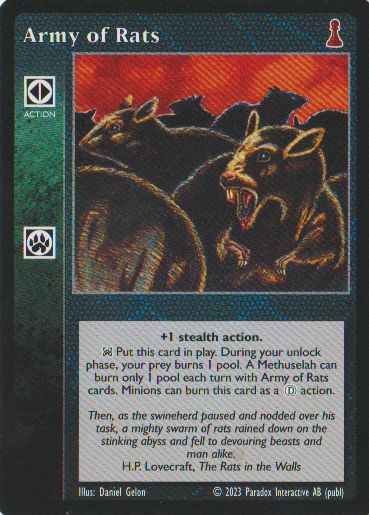 Army of Rats
ACTION
+1 stealth action.
Put this card in play. During your unlock
phase, your prey burns 1 pool. A Methuselah can
burn only 1 pool each turn with Army of Rats
cards. Minions can burn this card as a Ⓓ action.
Then, as the swineherd paused and nodded over his
task, a mighty swarm of rats rained down on the
stinking abyss and fell to devouring beasts and
man alike.
H.P. Lovecraft, The Rats in the Walls
Illus: Daniel Gelon © 2023 Paradox Interactive AB (publ)